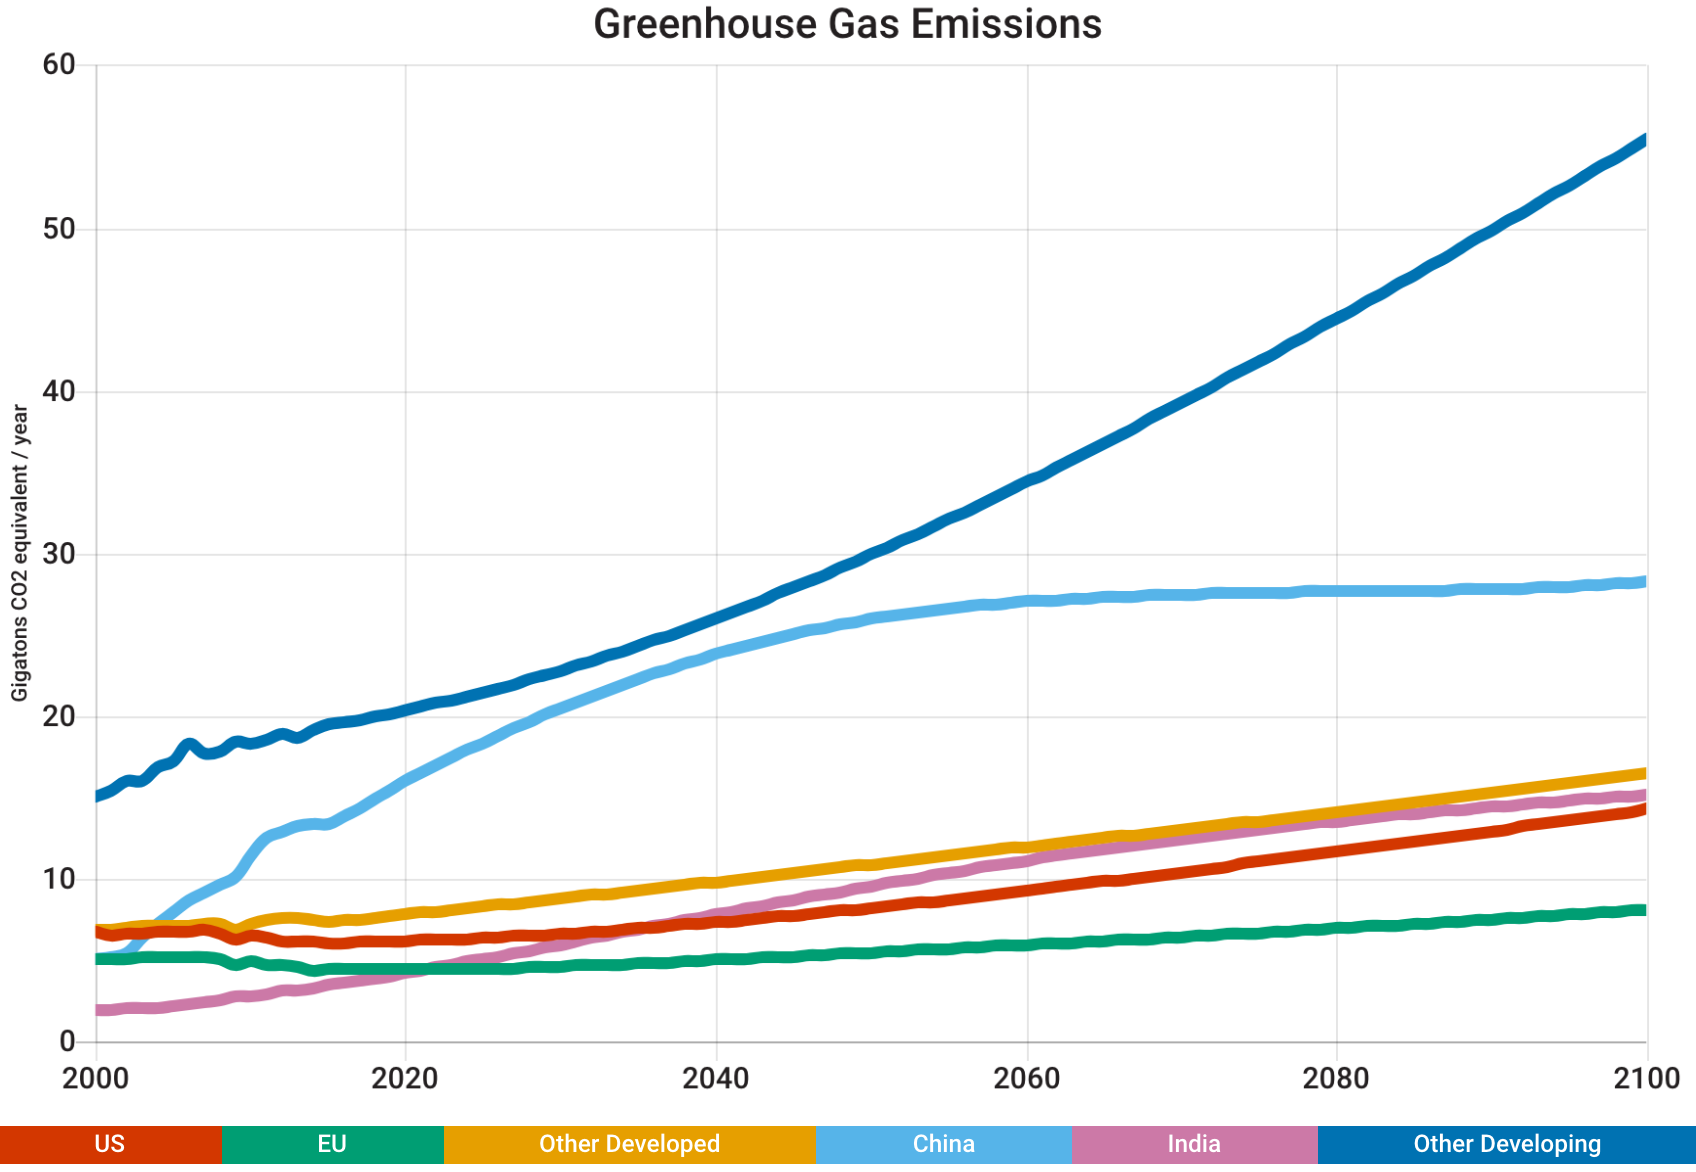 Greenhouse Gas Emissions
Gigatons CO2 equivalent / year
60
50
40
30
20
10
0
2000 2020 2040 2060 2080 2100
US EU Other Developed China India Other Developing